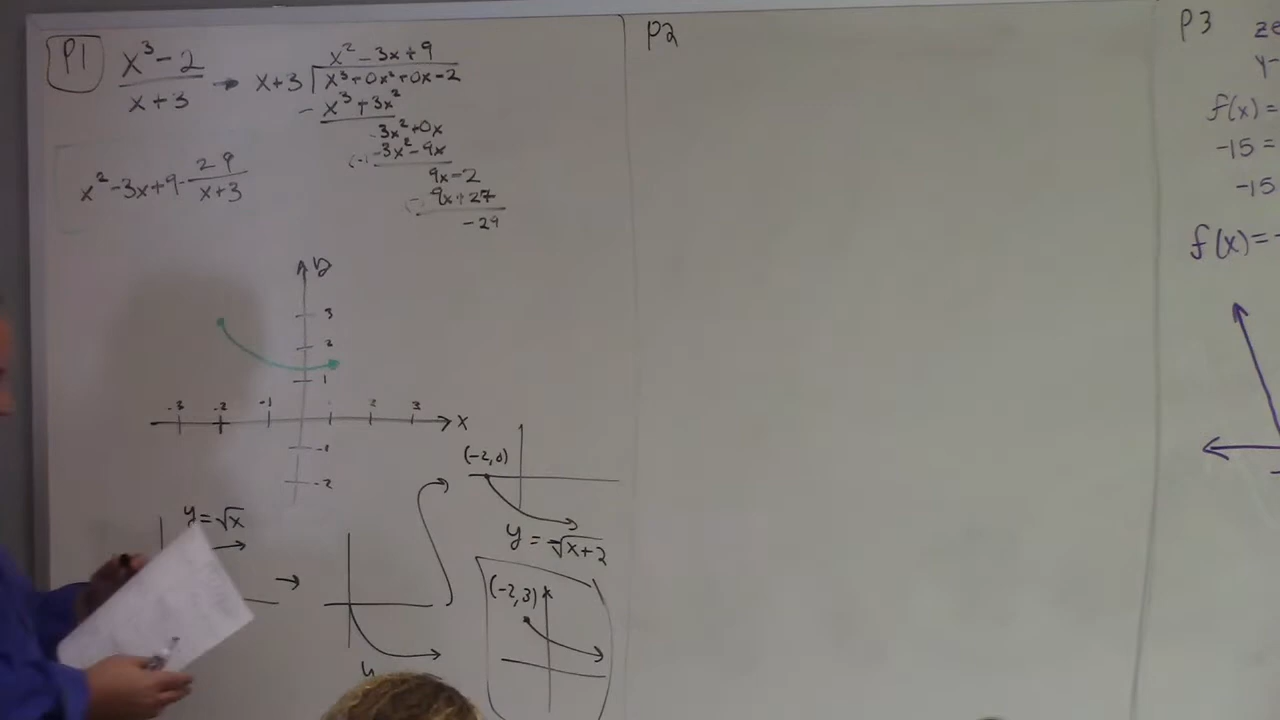 P1
x³ - 2 / x + 3 → x+3 ⟌ x³ + 0x² + 0x - 2
x² - 3x + 9
- x³ + 3x²
-3x² + 0x
(-) -3x² - 9x
9x - 2
- 9x + 27
-29
x² - 3x + 9 - 29 / x + 3
y
3
2
1
-3 -2 -1 1 2 3 x
-1
-2
(-2, 0)
y = √x
y = -√x+2
(-2, 3)
y
P2
P3
y-
f(x) =
-15 =
-15
f(x) = -